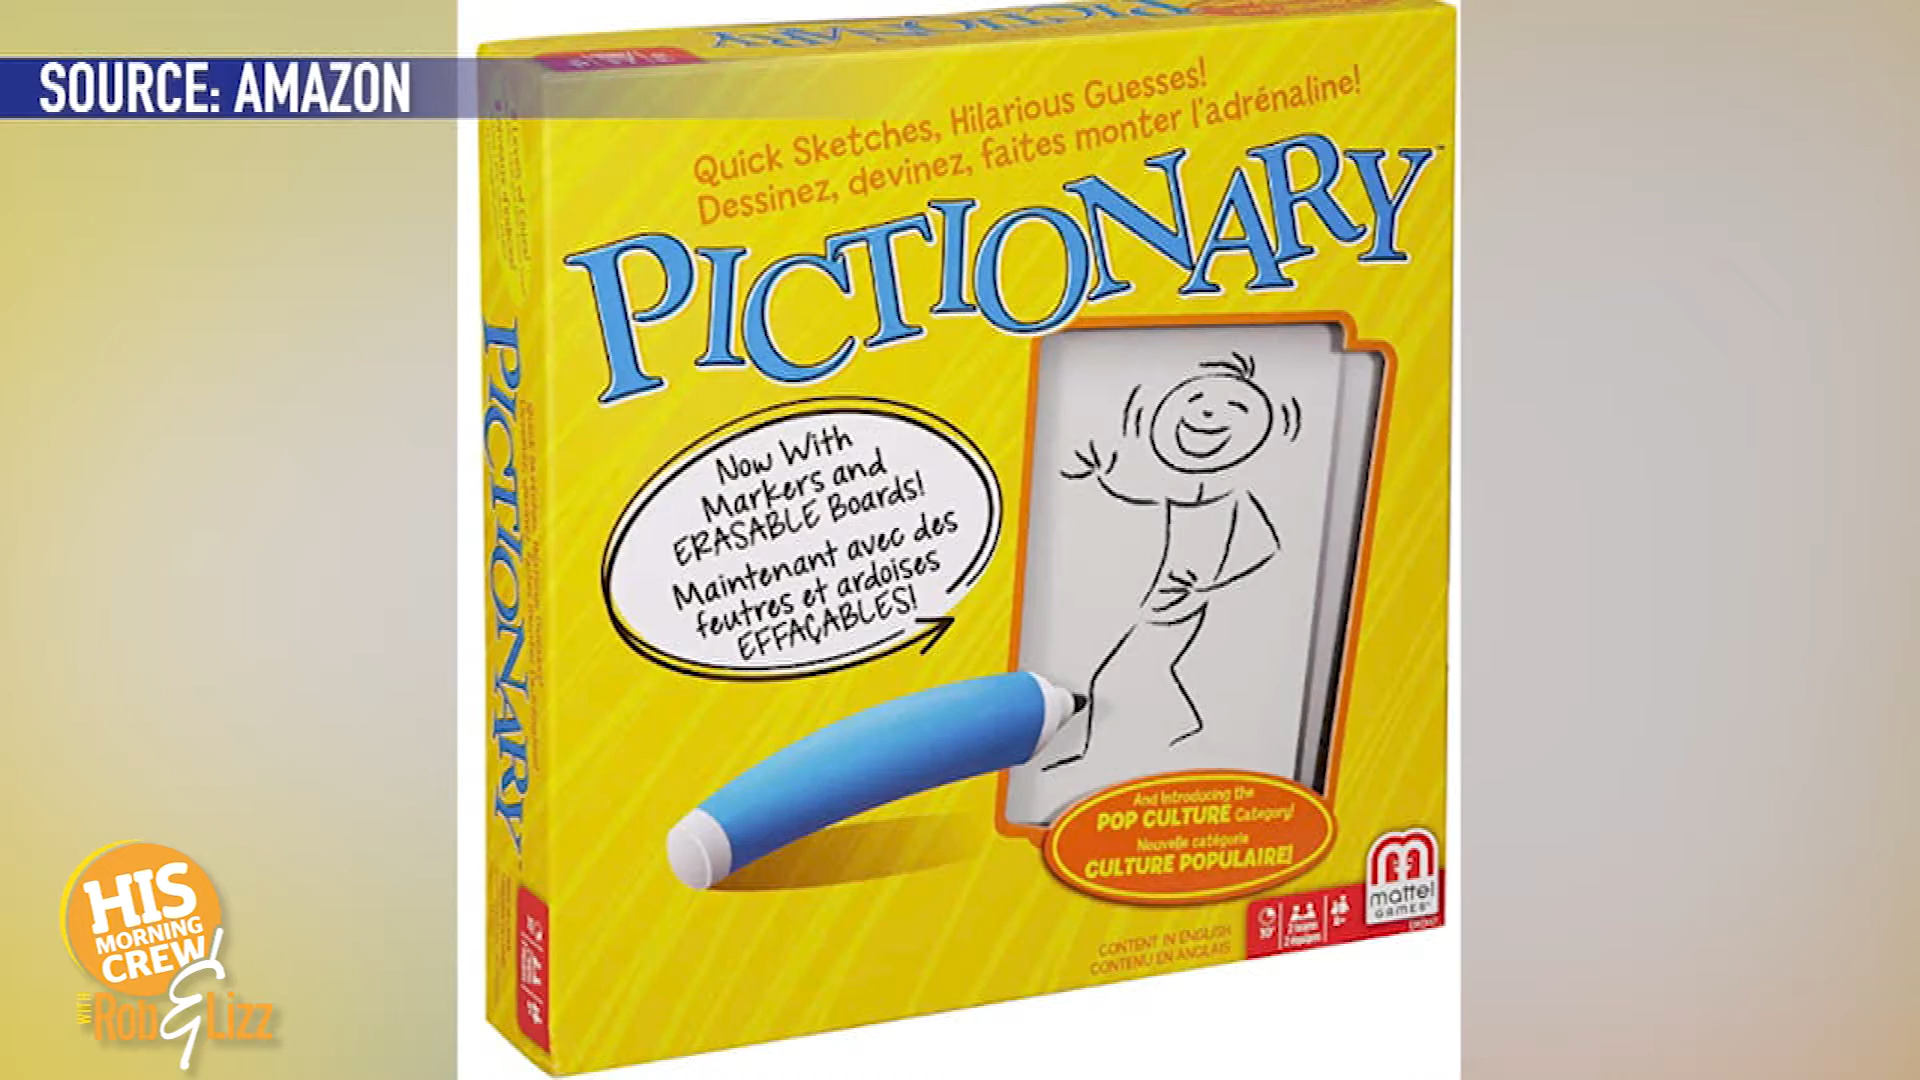 SOURCE: AMAZON
PICTIONARY
Quick Sketches, Hilarious Guesses!
Dessinez, devinez, faites monter l'adrénaline!
PICTIONARY™
Now With
Markers and
ERASABLE Boards!
Maintenant avec des
feutres et ardoises
EFFAÇABLES!
And Introducing the
POP CULTURE Category!
Nouvelle catégorie
CULTURE POPULAIRE!
mattel
GAMES
CONTENT IN ENGLISH
CONTENU EN ANGLAIS
PICTIONARY
HIS
MORNING
CREW
WITH Rob & Lizz